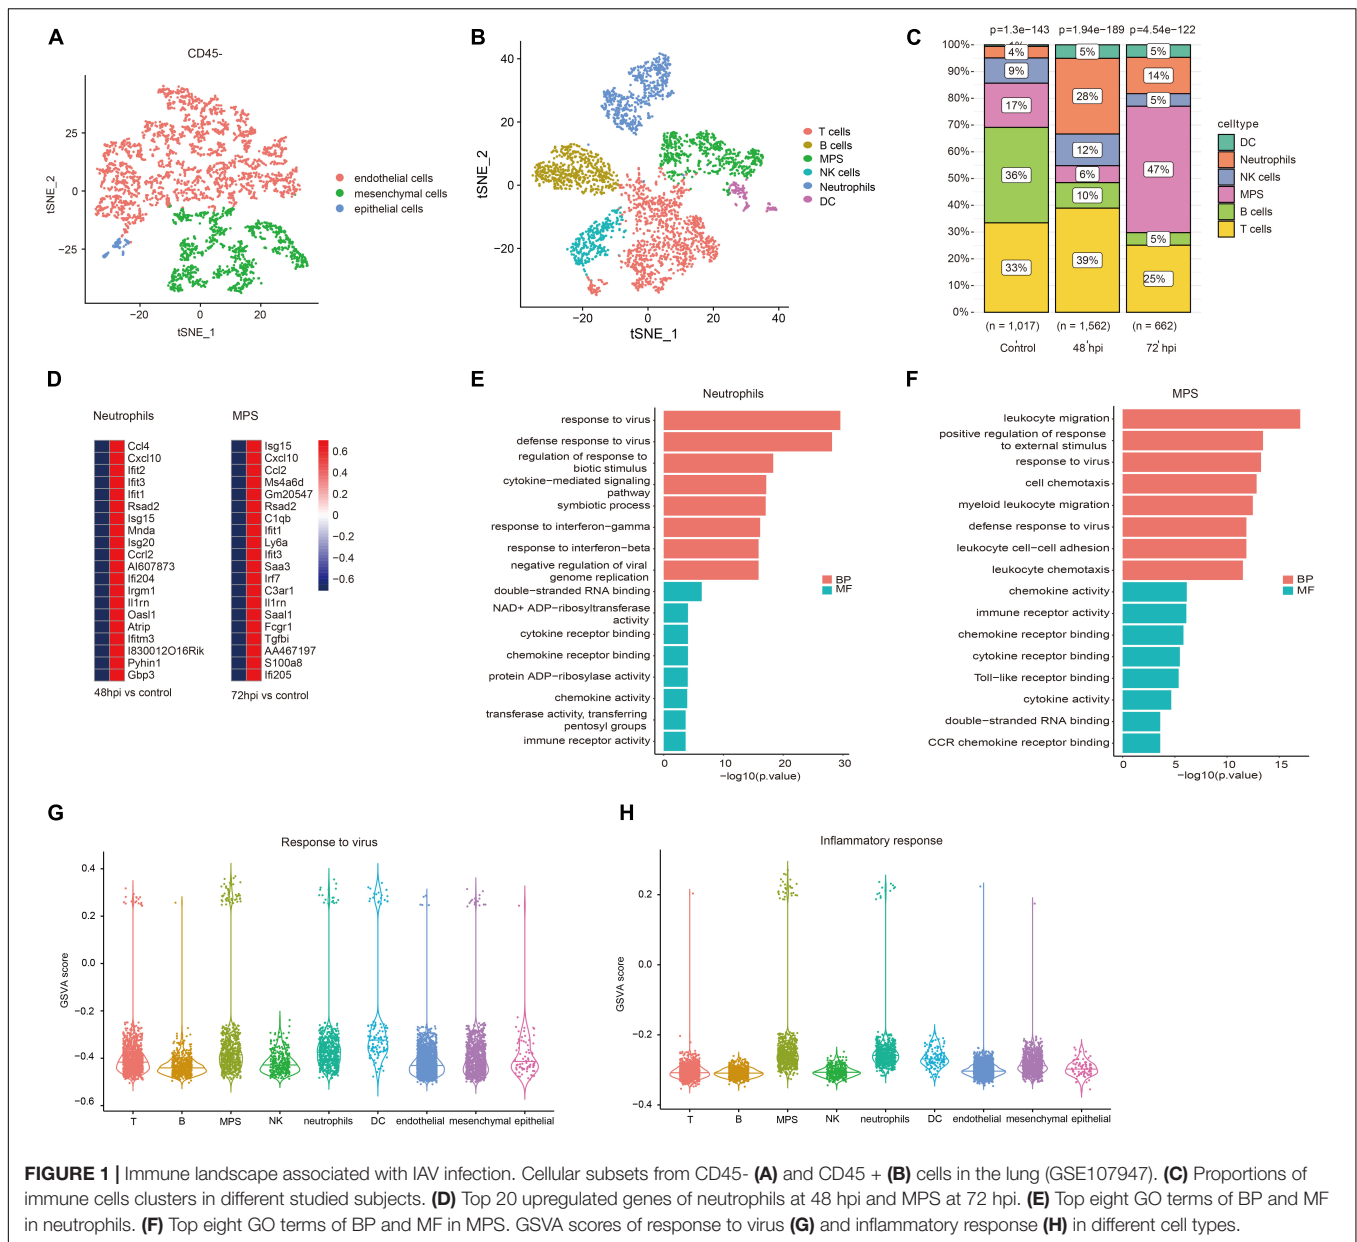 A
CD45-
25
0
−25
tSNE_2
−20
0
20
tSNE_1
endothelial cells
mesenchymal cells
epithelial cells
B
40
20
0
−20
tSNE_2
−20
0
20
40
tSNE_1
T cells
B cells
MPS
NK cells
Neutrophils
DC
C
p=1.3e−143 p=1.94e−189 p=4.54e−122
100%
90%
80%
70%
60%
50%
40%
30%
20%
10%
0%
4%
9%
17%
36%
33%
5%
28%
12%
6%
10%
39%
5%
14%
5%
47%
5%
25%
(n = 1,017) (n = 1,562) (n = 662)
Control 48 hpi 72 hpi
celltype
DC
Neutrophils
NK cells
MPS
B cells
T cells
D
Neutrophils
Ccl4
Cxcl10
Ifit2
Ifit3
Ifit1
Rsad2
Isg15
Mnda
Isg20
Ccrl2
AI607873
Ifi204
Irgm1
Il1rn
Oasl1
Atrip
Ifitm3
I830012O16Rik
Pyhin1
Gbp3
48hpi vs control
MPS
Isg15
Cxcl10
Ccl2
Ms4a6d
Gm20547
Rsad2
C1qb
Ifit1
Ly6a
Ifit3
Saa3
Irf7
C3ar1
Il1rn
Saal1
Fcgr1
Tgfbi
AA467197
S100a8
Ifi205
72hpi vs control
0.6
0.4
0.2
0
−0.2
−0.4
−0.6
E
Neutrophils
response to virus
defense response to virus
regulation of response to
biotic stimulus
cytokine−mediated signaling
pathway
symbiotic process
response to interferon−gamma
response to interferon−beta
negative regulation of viral
genome replication
double−stranded RNA binding
NAD+ ADP−ribosyltransferase
activity
cytokine receptor binding
chemokine receptor binding
protein ADP−ribosylase activity
chemokine activity
transferase activity, transferring
pentosyl groups
immune receptor activity
0
10
20
30
−log10(p.value)
BP
MF
F
MPS
leukocyte migration
positive regulation of response
to external stimulus
response to virus
cell chemotaxis
myeloid leukocyte migration
defense response to virus
leukocyte cell−cell adhesion
leukocyte chemotaxis
chemokine activity
immune receptor activity
chemokine receptor binding
cytokine receptor binding
Toll−like receptor binding
cytokine activity
double−stranded RNA binding
CCR chemokine receptor binding
0
5
10
15
−log10(p.value)
BP
MF
G
Response to virus
0.4
0.2
0.0
−0.2
−0.4
−0.6
GSVA score
T B MPS NK neutrophils DC endothelial mesenchymal epithelial
H
Inflammatory response
0.2
0.0
−0.2
−0.4
GSVA score
T B MPS NK neutrophils DC endothelial mesenchymal epithelial
FIGURE 1 | Immune landscape associated with IAV infection. Cellular subsets from CD45- (A) and CD45 + (B) cells in the lung (GSE107947). (C) Proportions of
immune cells clusters in different studied subjects. (D) Top 20 upregulated genes of neutrophils at 48 hpi and MPS at 72 hpi. (E) Top eight GO terms of BP and MF
in neutrophils. (F) Top eight GO terms of BP and MF in MPS. GSVA scores of response to virus (G) and inflammatory response (H) in different cell types.